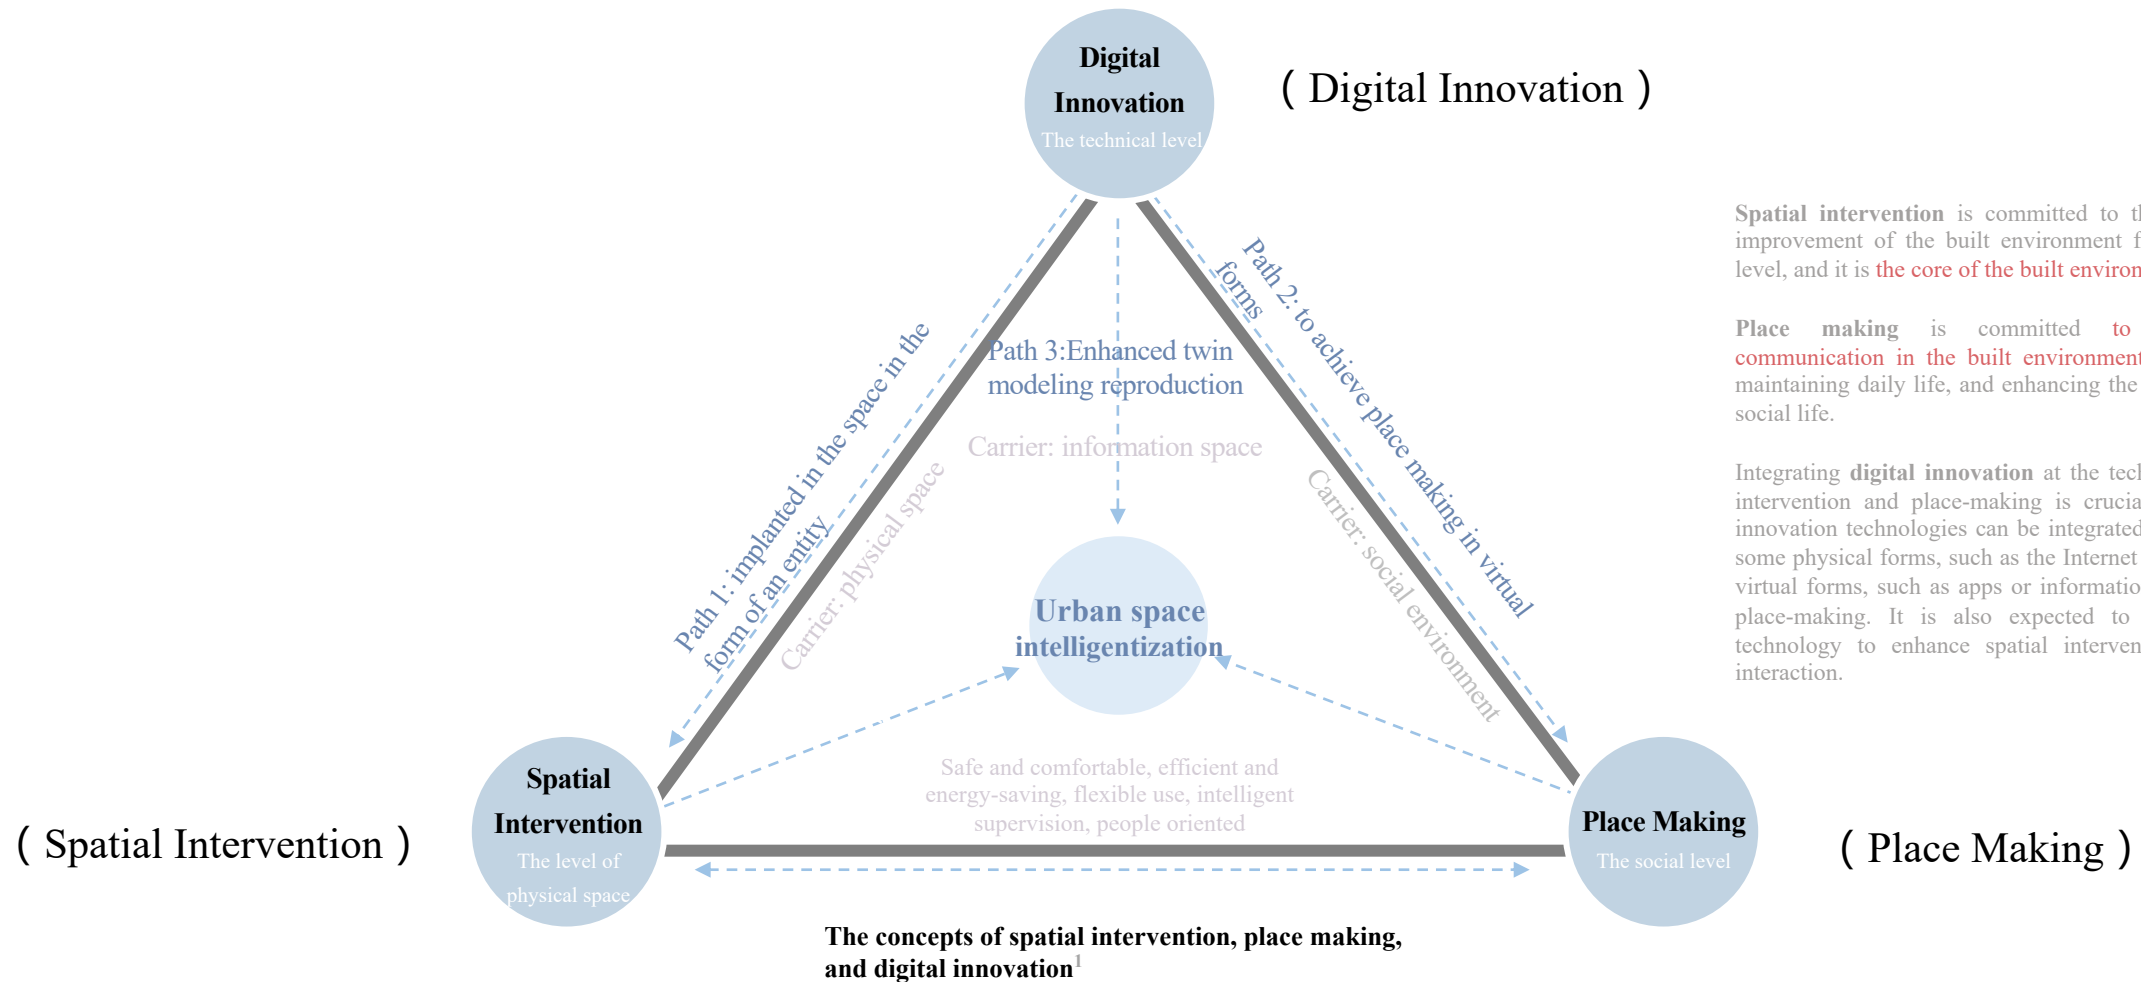 Digital
Innovation
The technical level
( Digital Innovation )
Spatial intervention is committed to
improvement of the built environment
level, and it is the core of the built
Place making is committed to
communication in the built environment
maintaining daily life, and enhancing the
social life.
Integrating digital innovation at the
intervention and place-making is
innovation technologies can be integrated
some physical forms, such as the Internet
virtual forms, such as apps or
place-making. It is also expected to
technology to enhance spatial
interaction.
Path 1: implanted in the space in the
form of an entity
Carrier: physical space
Path 3:Enhanced twin
modeling reproduction
Carrier: information space
Path 2: to achieve place making in virtual
forms
Carrier: social environment
Urban space
intelligentization
Safe and comfortable, efficient and
energy-saving, flexible use, intelligent
supervision, people oriented
( Spatial Intervention )
Spatial
Intervention
The level of
physical space
Place Making
The social level
( Place Making )
The concepts of spatial intervention, place making,
and digital innovation1